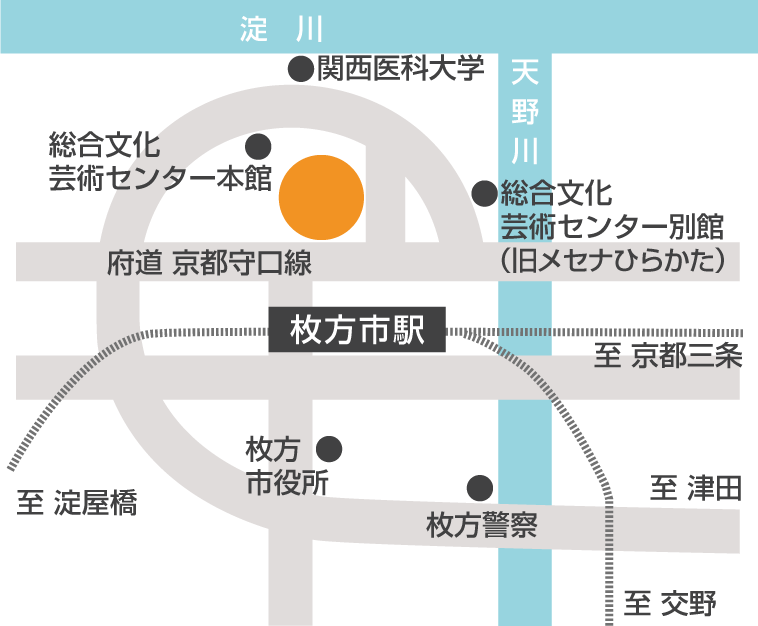 淀 川
関西医科大学
天野川
総合文化
芸術センター本館
総合文化
芸術センター別館
（旧メセナひらかた）
府道 京都守口線
枚方市駅
至 京都三条
枚方
市役所
至 淀屋橋
至 津田
枚方警察
至 交野